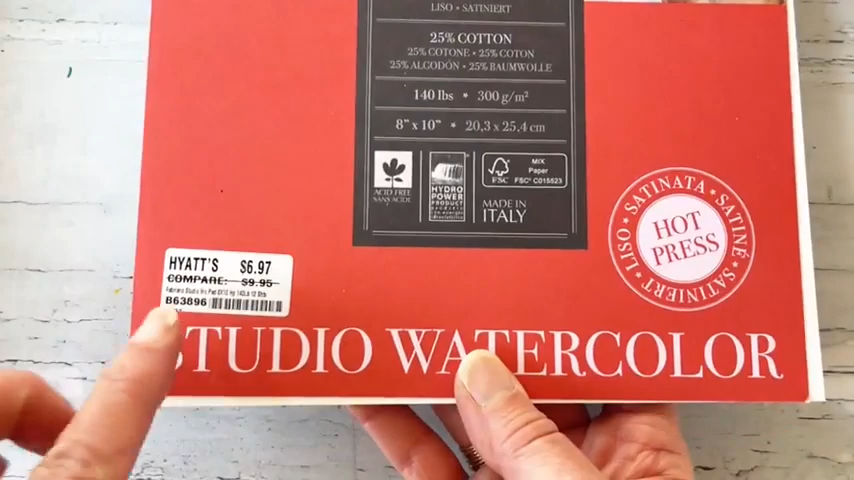 LISO • SATINIERT
25% COTTON
25% COTONE • 25% COTON
25% ALGODÓN • 25% BAUMWOLLE
140 lbs * 300 g/m²
8" x 10" * 20,3 x 25,4 cm
ACID FREE
SANS ACIDE
HYDRO
POWER
PRODUCT
FSC
MIX
Paper
FSC® C015523
MADE IN
ITALY
SATINATA * SATINÉ * SATINIERT * LISO *
HOT
PRESS
HYATT'S $6.97
COMPARE: $9.95
B63896
STUDIO WATERCOLOR